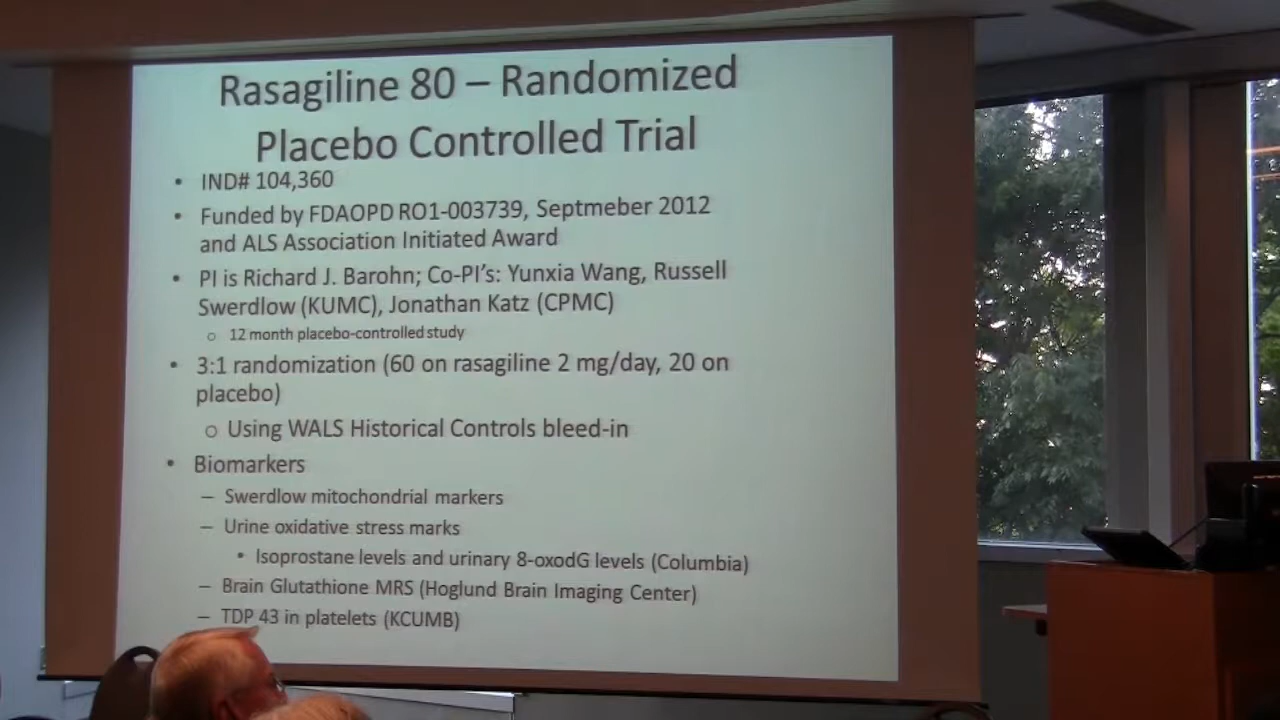 Rasagiline 80 – Randomized
Placebo Controlled Trial
• IND# 104,360
• Funded by FDAOPD RO1-003739, Septmeber 2012
and ALS Association Initiated Award
• PI is Richard J. Barohn; Co-PI's: Yunxia Wang, Russell
Swerdlow (KUMC), Jonathan Katz (CPMC)
o 12 month placebo-controlled study
• 3:1 randomization (60 on rasagiline 2 mg/day, 20 on
placebo)
o Using WALS Historical Controls bleed-in
• Biomarkers
– Swerdlow mitochondrial markers
– Urine oxidative stress marks
• Isoprostane levels and urinary 8-oxodG levels (Columbia)
– Brain Glutathione MRS (Hoglund Brain Imaging Center)
– TDP 43 in platelets (KCUMB)